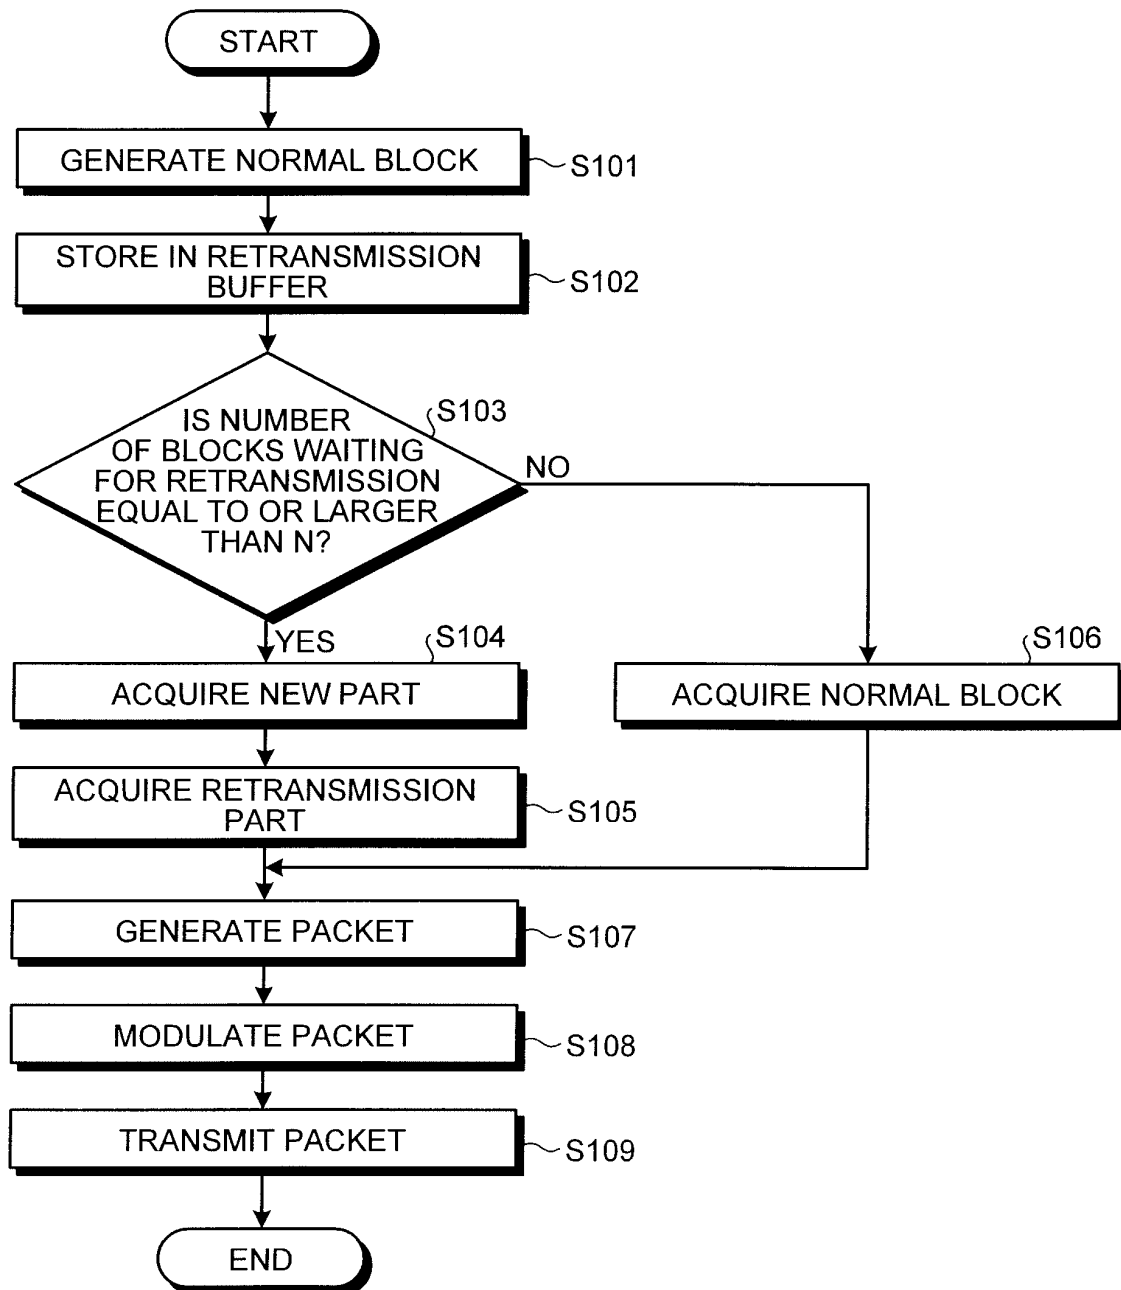 START
GENERATE NORMAL BLOCK
S101
STORE IN RETRANSMISSION
BUFFER
S102
S103
IS NUMBER
OF BLOCKS WAITING
FOR RETRANSMISSION
EQUAL TO OR LARGER
THAN N?
NO
YES
S104
ACQUIRE NEW PART
S106
ACQUIRE NORMAL BLOCK
ACQUIRE RETRANSMISSION
PART
S105
GENERATE PACKET
S107
MODULATE PACKET
S108
TRANSMIT PACKET
S109
END